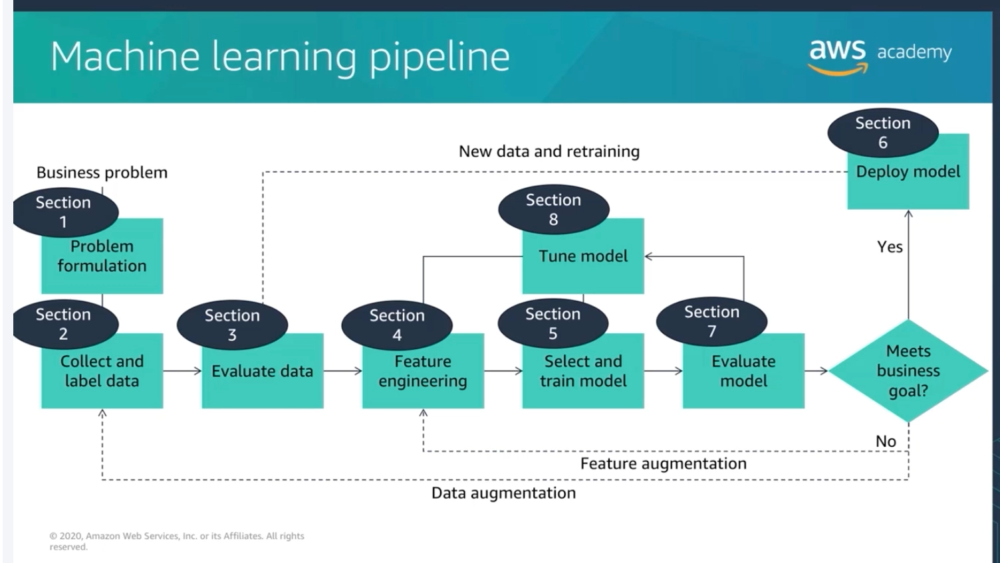 Machine learning pipeline
aws academy
Section
6
Deploy model
New data and retraining
Business problem
Section
1
Problem
formulation
Section
8
Tune model
Yes
Section
2
Collect and
label data
Section
3
Evaluate data
Section
4
Feature
engineering
Section
5
Select and
train model
Section
7
Evaluate
model
Meets
business
goal?
No
Feature augmentation
Data augmentation
© 2020, Amazon Web Services, Inc. or its Affiliates. All rights
reserved.